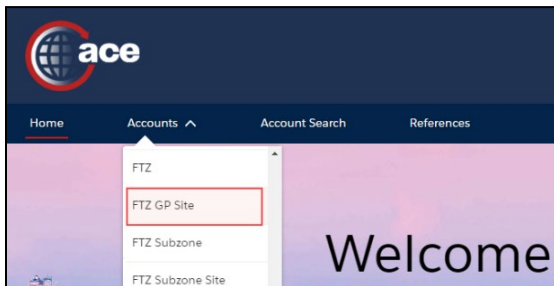 ace
Home Accounts Account Search References
FTZ
FTZ GP Site
FTZ Subzone
Welcome
FTZ Subzone Site